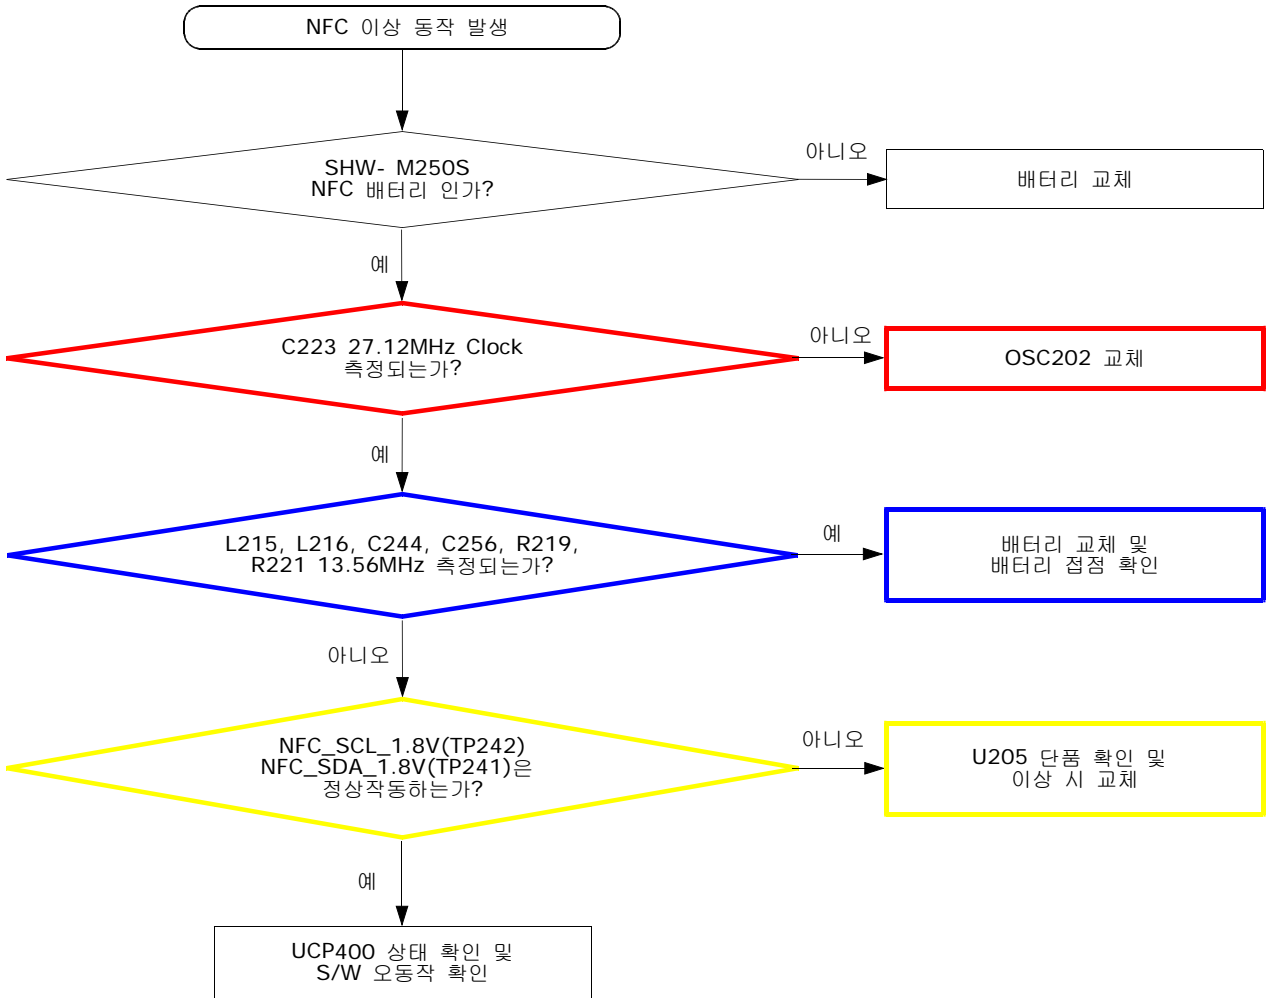 NFC 이상 동작 발생
SHW- M250S
NFC 배터리 인가?
아니오
배터리 교체
예
C223 27.12MHz Clock
측정되는가?
아니오
OSC202 교체
예
L215, L216, C244, C256, R219,
R221 13.56MHz 측정되는가?
예
배터리 교체 및
배터리 접점 확인
아니오
NFC_SCL_1.8V(TP242)
NFC_SDA_1.8V(TP241)은
정상작동하는가?
아니오
U205 단품 확인 및
이상 시 교체
예
UCP400 상태 확인 및
S/W 오동작 확인